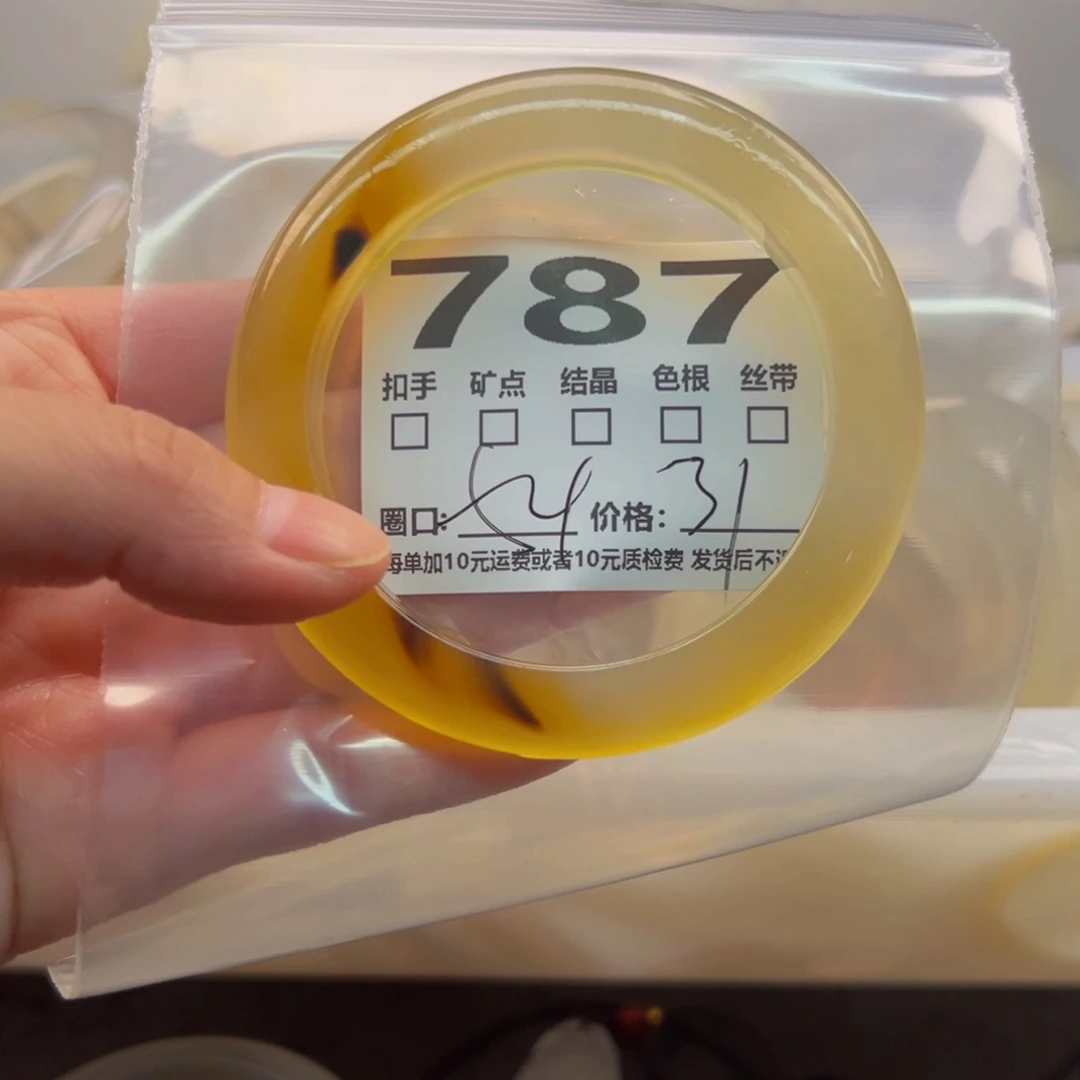 787
扣手 矿点 结晶 色根 丝带
□ □ □ □ □
圈口: 54 价格: 31
每单加10元运费或者10元质检费 发货后不